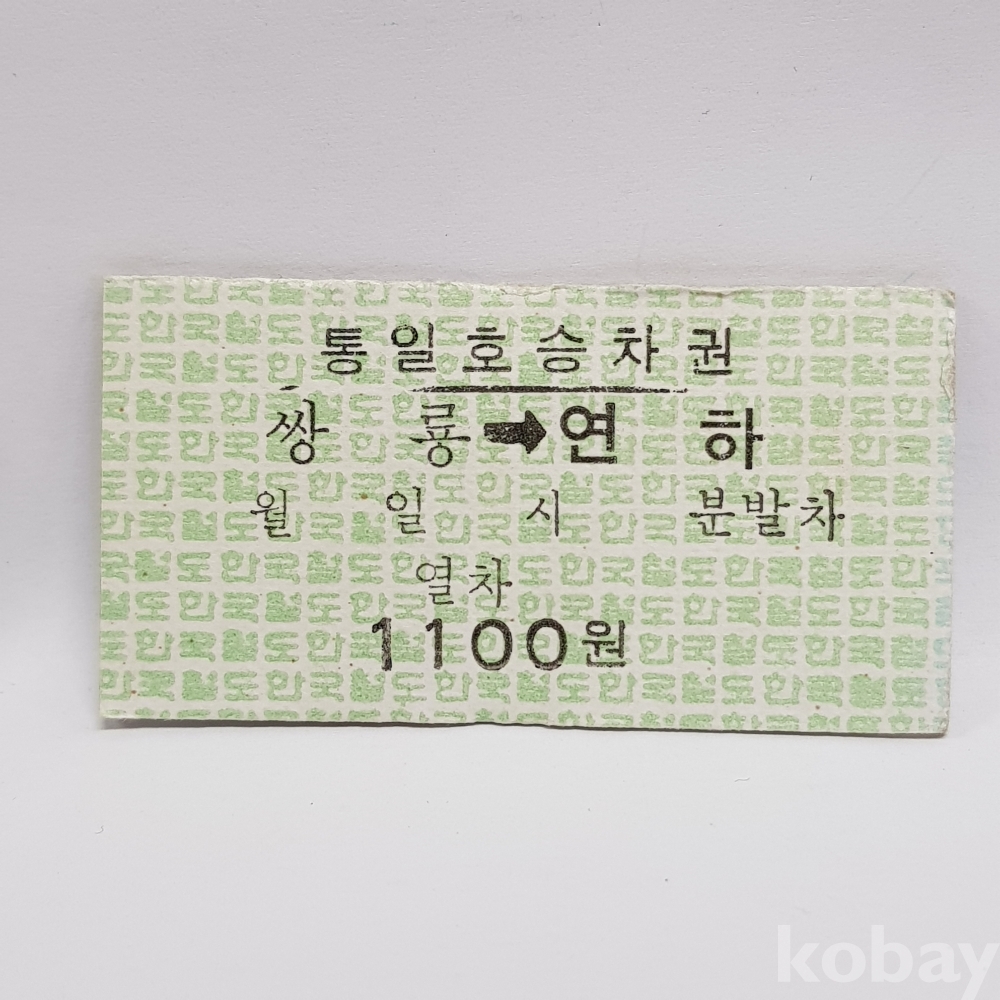 통일호승차권
쌍룡➡연하
월 일 시 분발차
열차
1100원
kobay